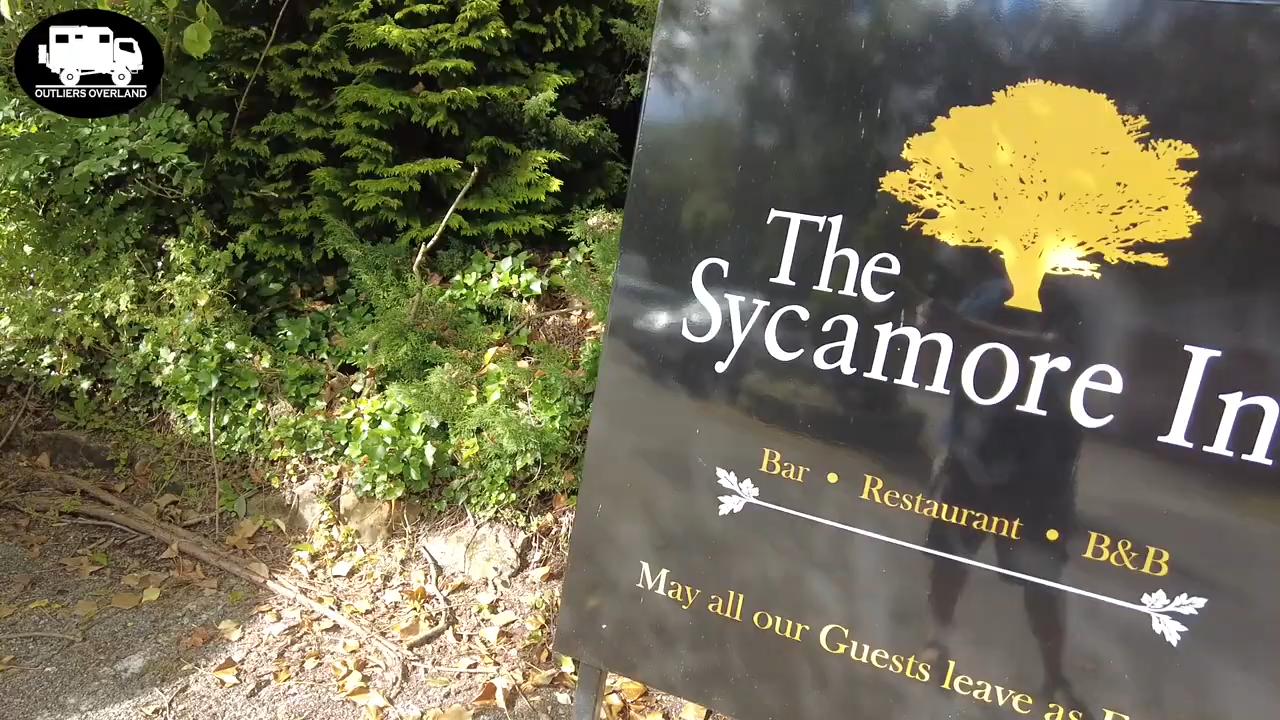 OUTLIERS OVERLAND
The
Sycamore In
Bar • Restaurant • B&B
May all our Guests leave as